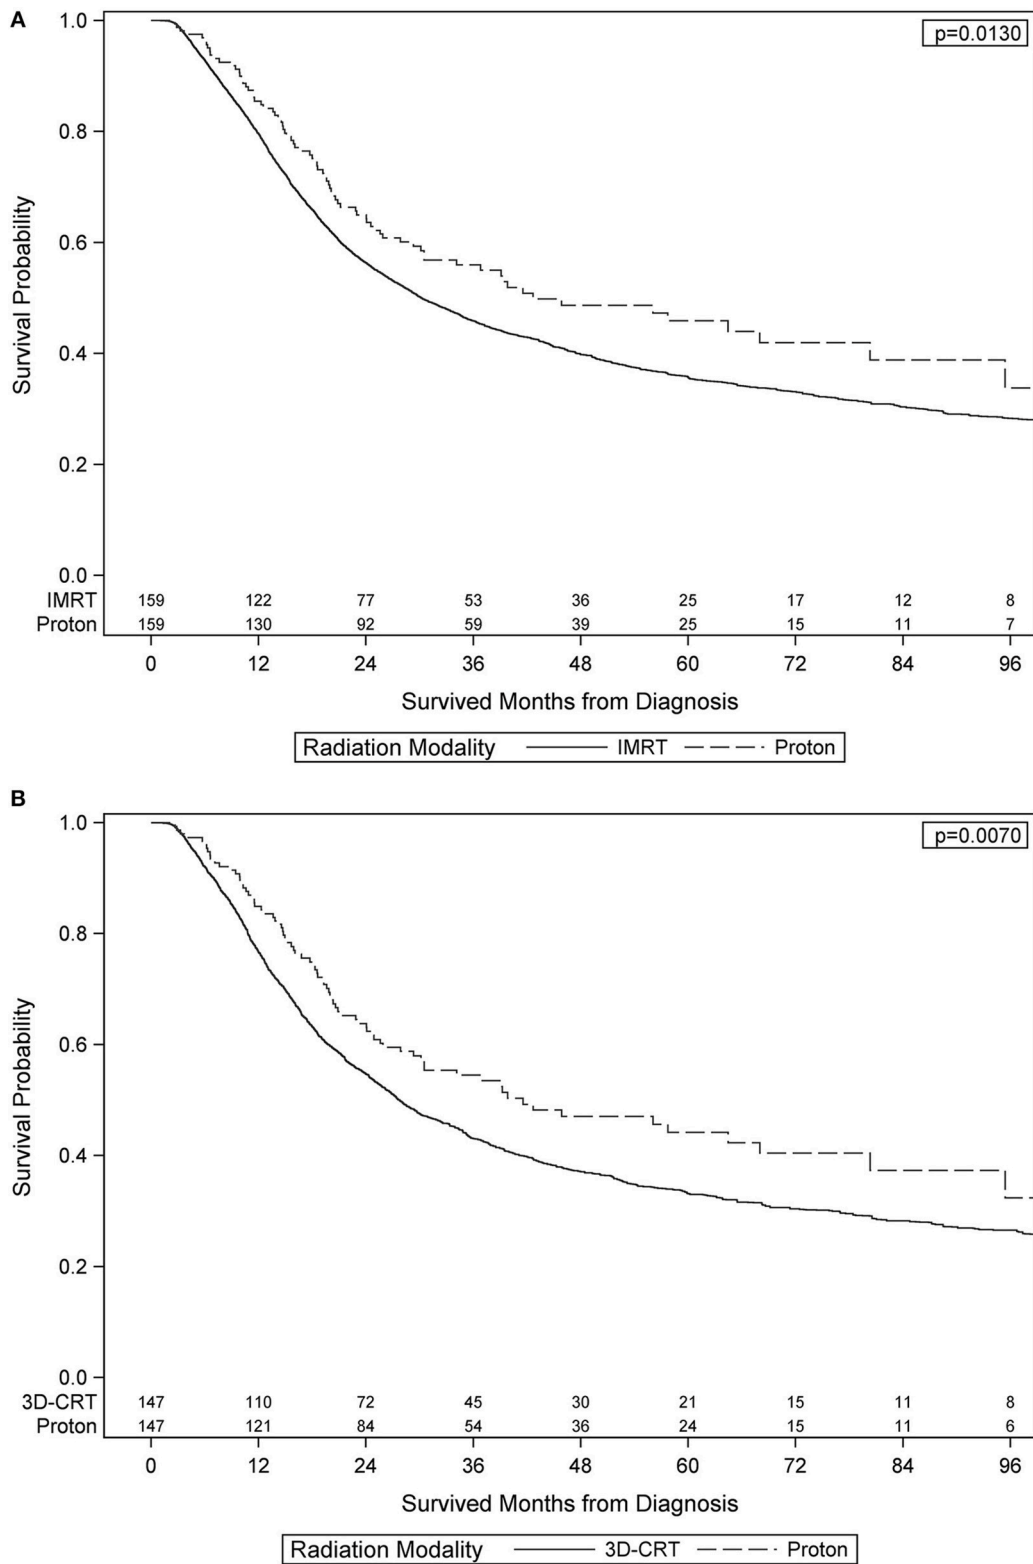 A
p=0.0130
1.0
0.8
0.6
0.4
0.2
0.0
Survival Probability
IMRT 159 122 77 53 36 25 17 12 8
Proton 159 130 92 59 39 25 15 11 7
0 12 24 36 48 60 72 84 96
Survived Months from Diagnosis
Radiation Modality IMRT Proton
B
p=0.0070
1.0
0.8
0.6
0.4
0.2
0.0
Survival Probability
3D-CRT 147 110 72 45 30 21 15 11 8
Proton 147 121 84 54 36 24 15 11 6
0 12 24 36 48 60 72 84 96
Survived Months from Diagnosis
Radiation Modality 3D-CRT Proton